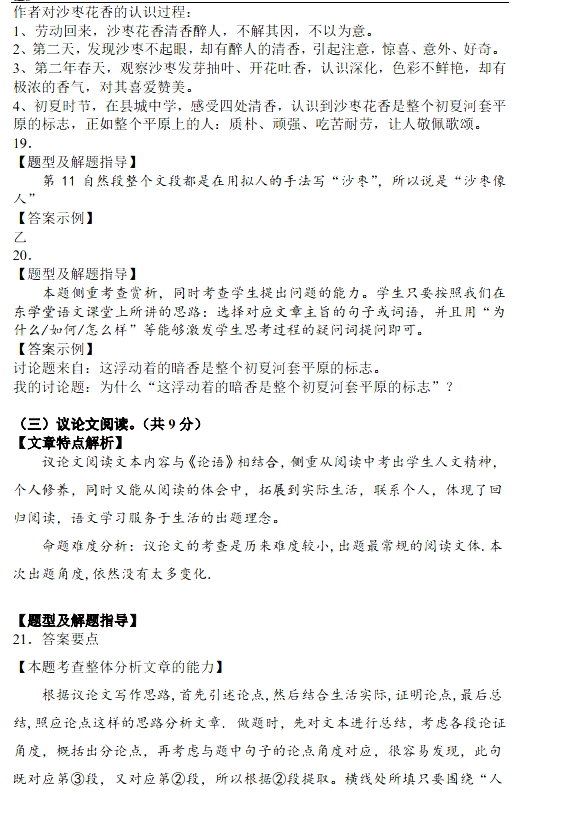 作者对沙枣花香的认识过程：
1、劳动回来，沙枣花香清香醉人，不解其因，不以为意。
2、第二天，发现沙枣不起眼，却有醉人的清香，引起注意，惊喜、意外、好奇。
3、第二年春天，观察沙枣发芽抽叶、开花吐香，认识深化，色彩不鲜艳，却有
极浓的香气，对其喜爱赞美。
4、初夏时节，在县城中学，感受四处清香，认识到沙枣花香是整个初夏河套平
原的标志，正如整个平原上的人：质朴、顽强、吃苦耐劳，让人敬佩歌颂。
19．
【题型及解题指导】
第 11 自然段整个文段都是在用拟人的手法写“沙枣”，所以说是“沙枣像
人”
【答案示例】
乙
20．
【题型及解题指导】
本题侧重考查赏析，同时考查学生提出问题的能力。学生只要按照我们在
东学堂语文课堂上所讲的思路：选择对应文章主旨的句子或词语，并且用“为
什么/如何/怎么样”等能够激发学生思考过程的疑问词提问即可。
【答案示例】
讨论题来自：这浮动着的暗香是整个初夏河套平原的标志。
我的讨论题：为什么“这浮动着的暗香是整个初夏河套平原的标志”？
（三）议论文阅读。（共 9 分）
【文章特点解析】
议论文阅读文本内容与《论语》相结合，侧重从阅读中考出学生人文精神，
个人修养，同时又能从阅读的体会中，拓展到实际生活，联系个人，体现了回
归阅读，语文学习服务于生活的出题理念。
命题难度分析：议论文的考查是历来难度较小，出题最常规的阅读文体.本
次出题角度，依然没有太多变化.
【题型及解题指导】
21．答案要点
【本题考查整体分析文章的能力】
根据议论文写作思路，首先引述论点，然后结合生活实际，证明论点，最后总
结，照应论点这样的思路分析文章．做题时，先对文本进行总结，考虑各段论证
角度，概括出分论点，再考虑与题中句子的论点角度对应，很容易发现，此句
既对应第③段，又对应第②段，所以根据②段提取。横线处所填只要围绕“人